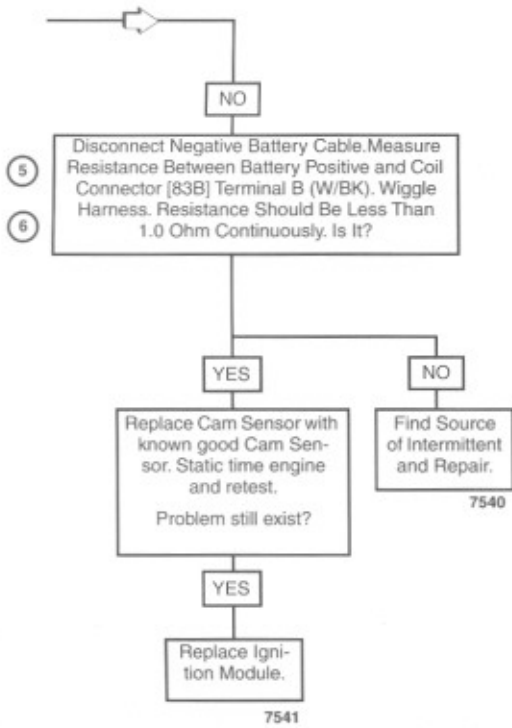 NO
5
6
Disconnect Negative Battery Cable.Measure
Resistance Between Battery Positive and Coil
Connector [83B] Terminal B (W/BK). Wiggle
Harness. Resistance Should Be Less Than
1.0 Ohm Continuously. Is It?
YES
NO
Replace Cam Sensor with
known good Cam Sen-
sor. Static time engine
and retest.
Problem still exist?
Find Source
of Intermittent
and Repair.
7540
YES
Replace Igni-
tion Module.
7541